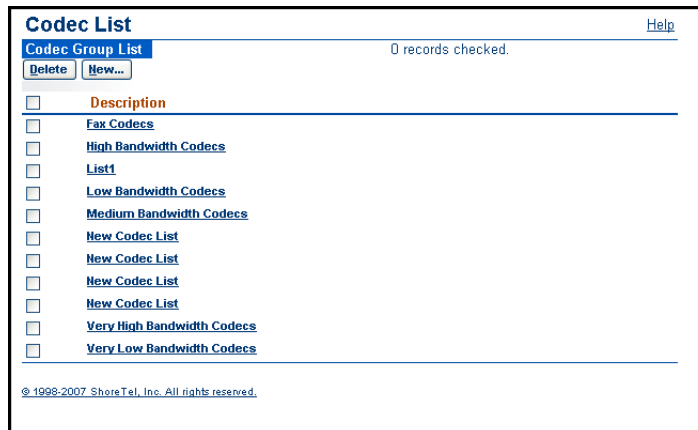 Codec List
Help
Codec Group List
0 records checked.
Delete New...
Description
Fax Codecs
High Bandwidth Codecs
List1
Low Bandwidth Codecs
Medium Bandwidth Codecs
New Codec List
New Codec List
New Codec List
New Codec List
Very High Bandwidth Codecs
Very Low Bandwidth Codecs
© 1998-2007 ShoreTel, Inc. All rights reserved.